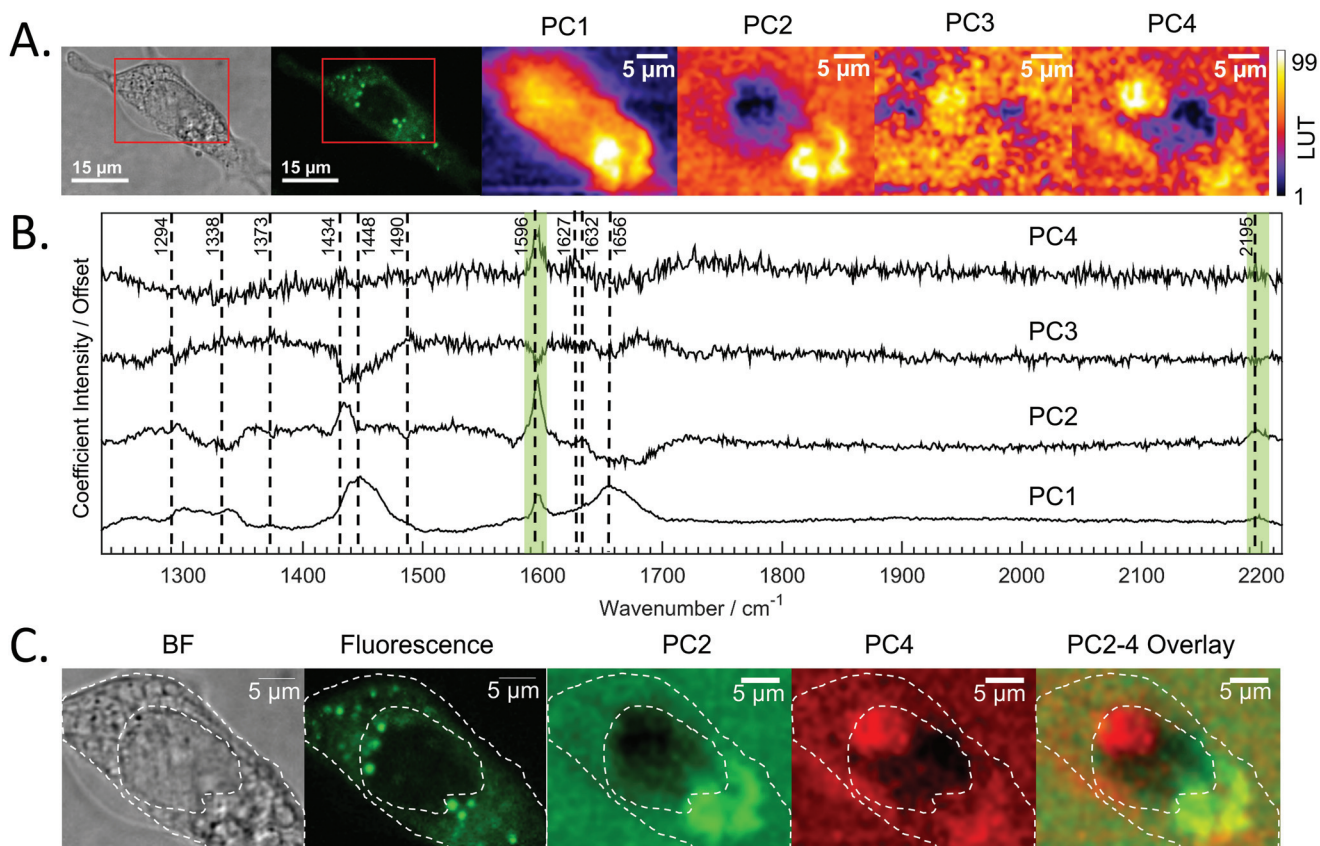 A.
PC1 PC2 PC3 PC4
15 µm 15 µm 5 µm 5 µm 5 µm 5 µm 99
LUT
1
B.
1294 1338 1373 1434 1448 1490 1596 1627 1632 1656 2195
PC4
PC3
PC2
PC1
Coefficient Intensity / Offset
1300 1400 1500 1600 1700 1800 1900 2000 2100 2200
Wavenumber / cm-1
C.
BF Fluorescence PC2 PC4 PC2-4 Overlay
5 µm 5 µm 5 µm 5 µm 5 µm